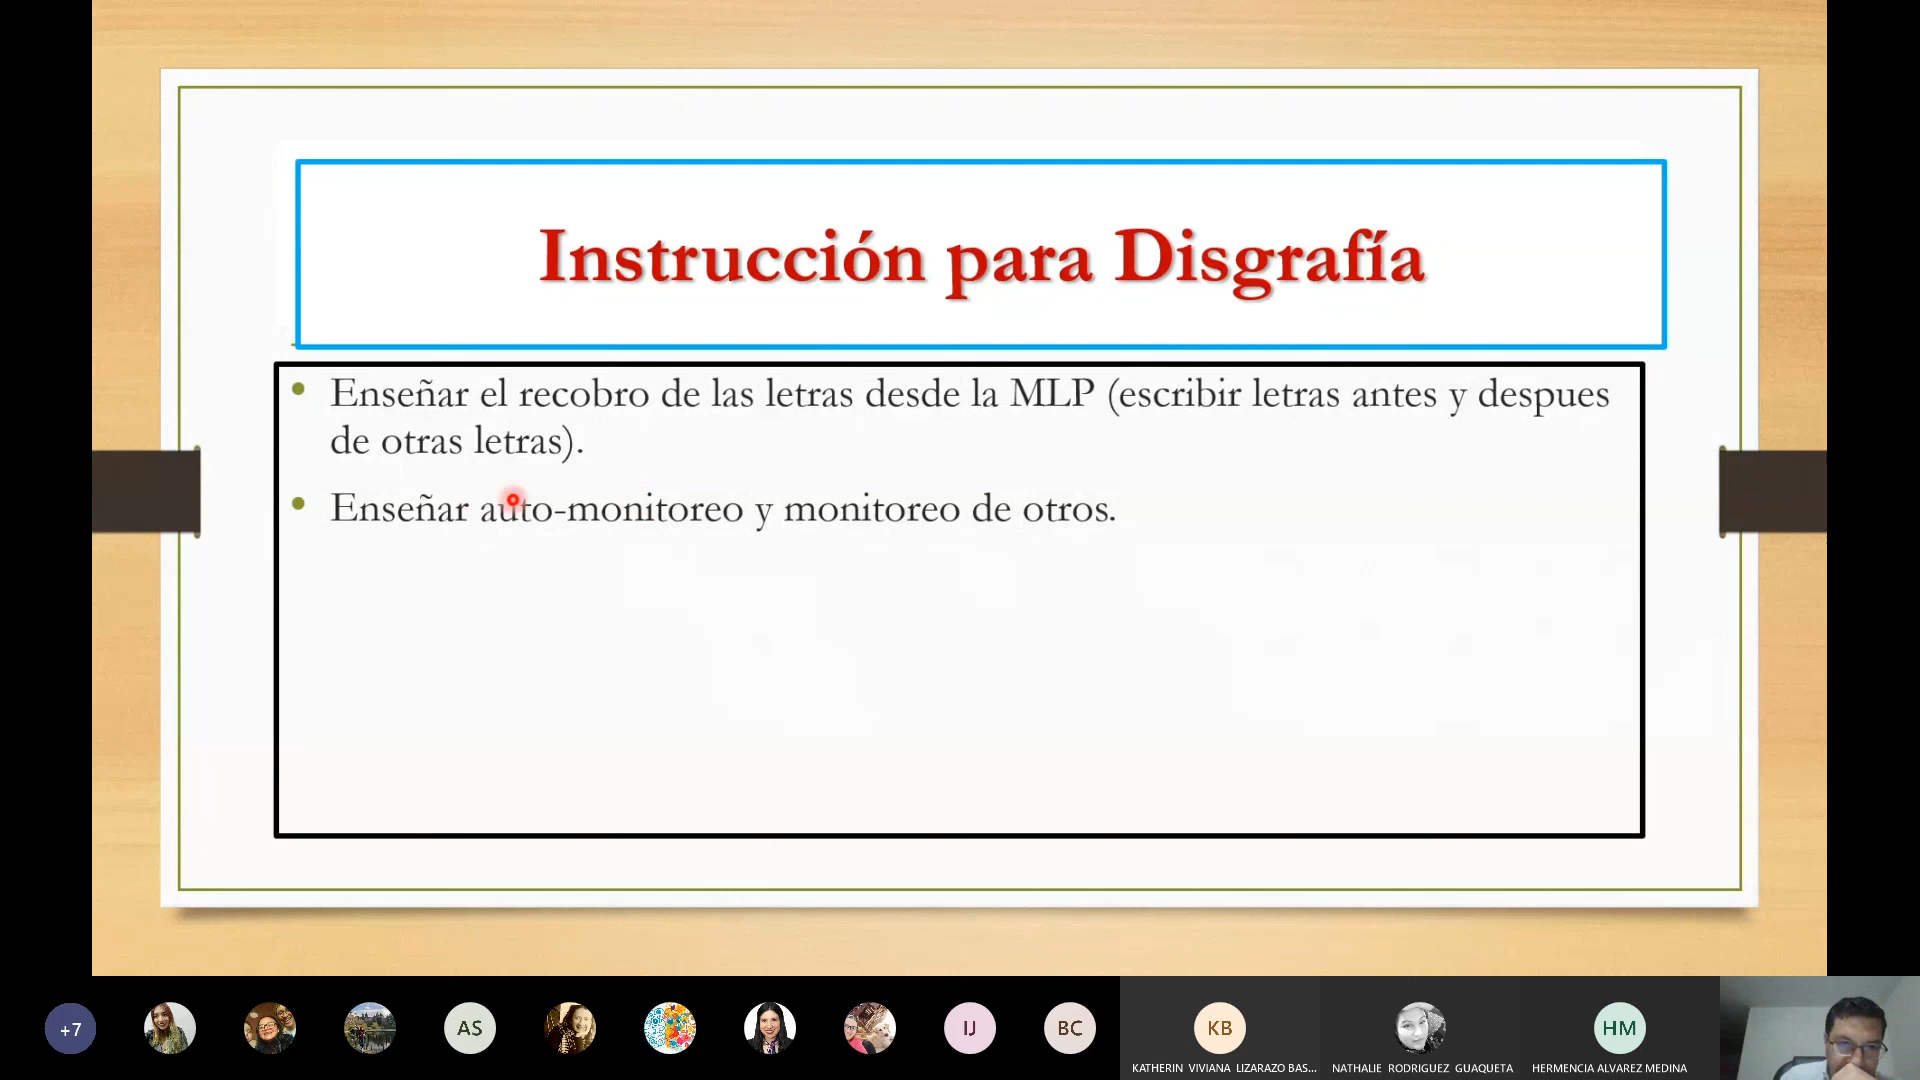 Instrucción para Disgrafía
• Enseñar el recobro de las letras desde la MLP (escribir letras antes y despues
de otras letras).
• Enseñar auto-monitoreo y monitoreo de otros.
+7
AS
IJ
BC
KB
HM
KATHERIN VIVIANA LIZARAZO BAS...
NATHALIE RODRIGUEZ GUAQUETA
HERMENCIA ALVAREZ MEDINA